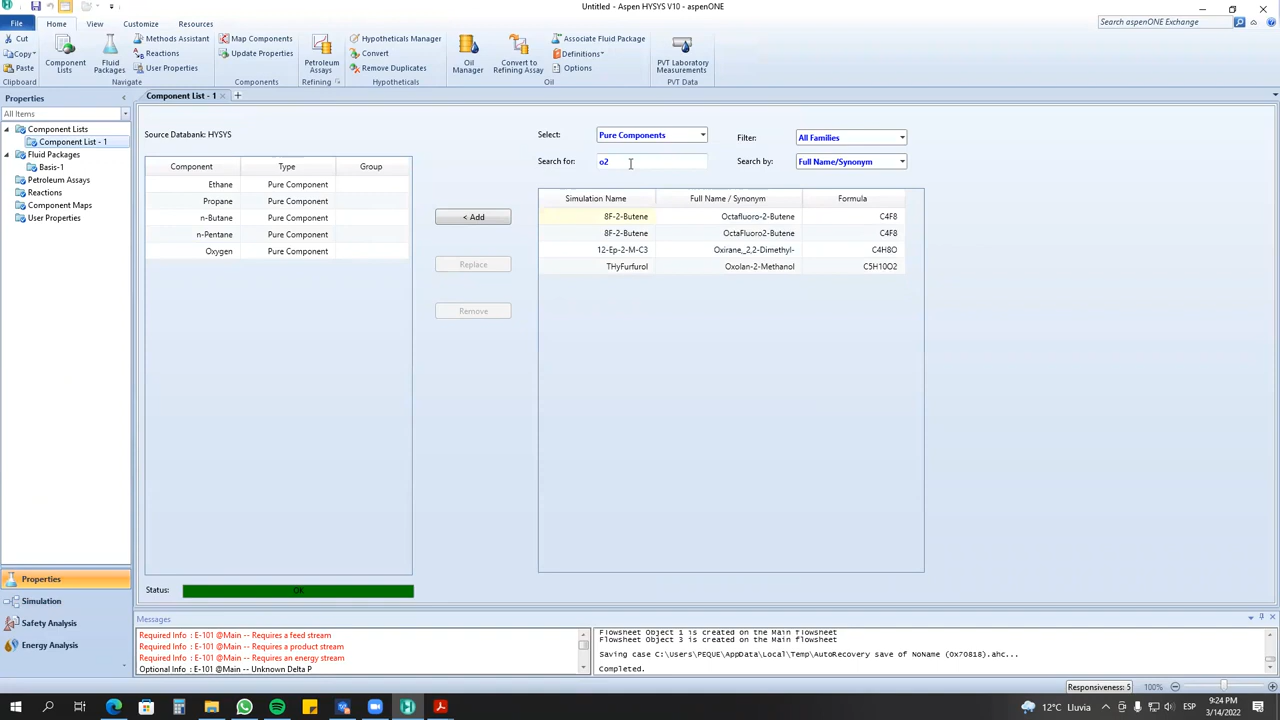 Untitled - Aspen HYSYS V10 - aspenONE
File Home View Customize Resources
Search aspenONE Exchange
Cut
Copy
Paste
Clipboard
Component Lists
Fluid Packages
Methods Assistant
Reactions
User Properties
Navigate
Map Components
Update Properties
Components
Petroleum Assays
Refining
Hypotheticals Manager
Convert
Remove Duplicates
Hypotheticals
Oil Manager
Convert to Refining Assay
Associate Fluid Package
Definitions
Options
Oil
PVT Laboratory Measurements
PVT Data
Properties
All Items
Component Lists
Component List - 1
Fluid Packages
Basis-1
Petroleum Assays
Reactions
Component Maps
User Properties
Properties
Simulation
Safety Analysis
Energy Analysis
Component List - 1
Source Databank: HYSYS
Component Type Group
Ethane Pure Component
Propane Pure Component
n-Butane Pure Component
n-Pentane Pure Component
Oxygen Pure Component
< Add
Replace
Remove
Select: Pure Components Filter: All Families
Search for: o2 Search by: Full Name/Synonym
Simulation Name Full Name / Synonym Formula
8F-2-Butene Octafluoro-2-Butene C4F8
8F-2-Butene OctaFluoro2-Butene C4F8
12-Ep-2-M-C3 Oxirane_2,2-Dimethyl- C4H8O
THyFurfurol Oxolan-2-Methanol C5H10O2
Status: OK
Messages
Required Info : E-101 @Main -- Requires a feed stream
Required Info : E-101 @Main -- Requires a product stream
Required Info : E-101 @Main -- Requires an energy stream
Optional Info : E-101 @Main -- Unknown Delta P
Flowsheet Object 1 is created on the Main flowsheet
Flowsheet Object 3 is created on the Main flowsheet
Saving case C:\Users\PEQUE\AppData\Local\Temp\AutoRecovery save of NoName (0x70818).ahc...
Completed.
Responsiveness: 5 100%
12°C Lluvia
9:24 PM
3/14/2022